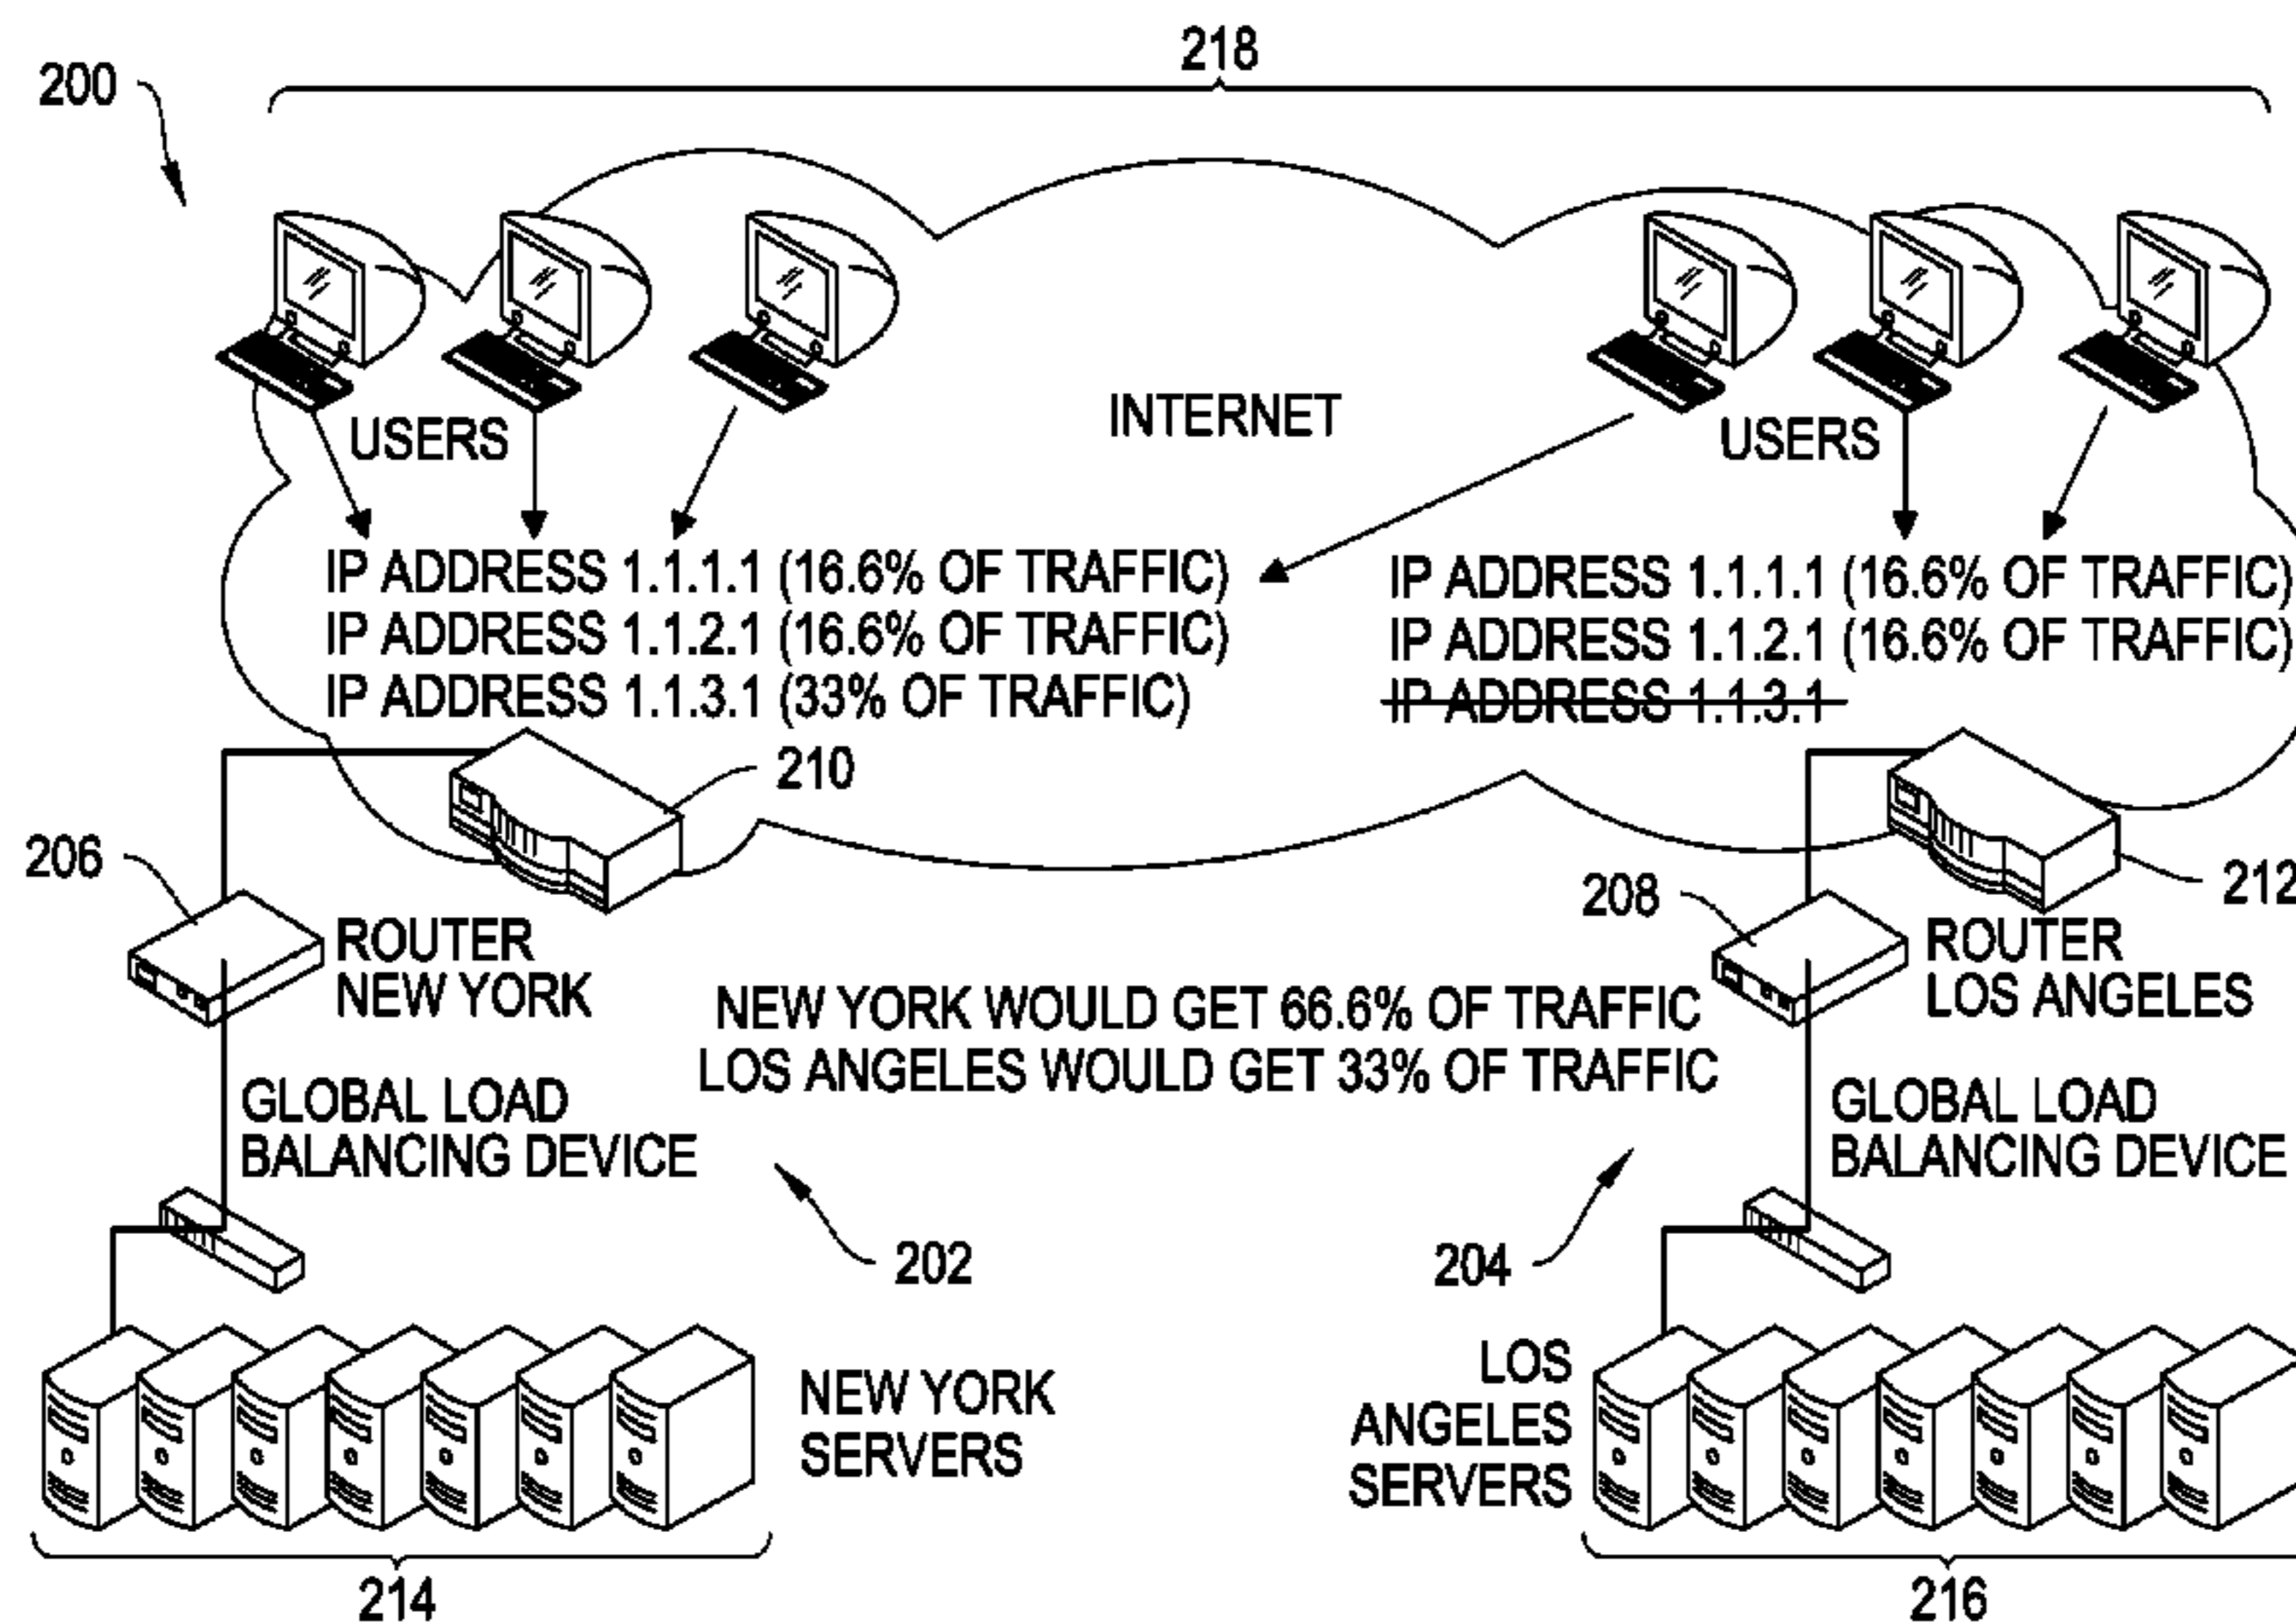 218
200
INTERNET
USERS
USERS
IP ADDRESS 1.1.1.1 (16.6% OF TRAFFIC)
IP ADDRESS 1.1.2.1 (16.6% OF TRAFFIC)
IP ADDRESS 1.1.3.1 (33% OF TRAFFIC)
IP ADDRESS 1.1.1.1 (16.6% OF TRAFFIC)
IP ADDRESS 1.1.2.1 (16.6% OF TRAFFIC)
IP ADDRESS 1.1.3.1
210
206
ROUTER
NEW YORK
208
212
ROUTER
LOS ANGELES
NEW YORK WOULD GET 66.6% OF TRAFFIC
LOS ANGELES WOULD GET 33% OF TRAFFIC
GLOBAL LOAD
BALANCING DEVICE
GLOBAL LOAD
BALANCING DEVICE
202
204
NEW YORK
SERVERS
LOS
ANGELES
SERVERS
214
216